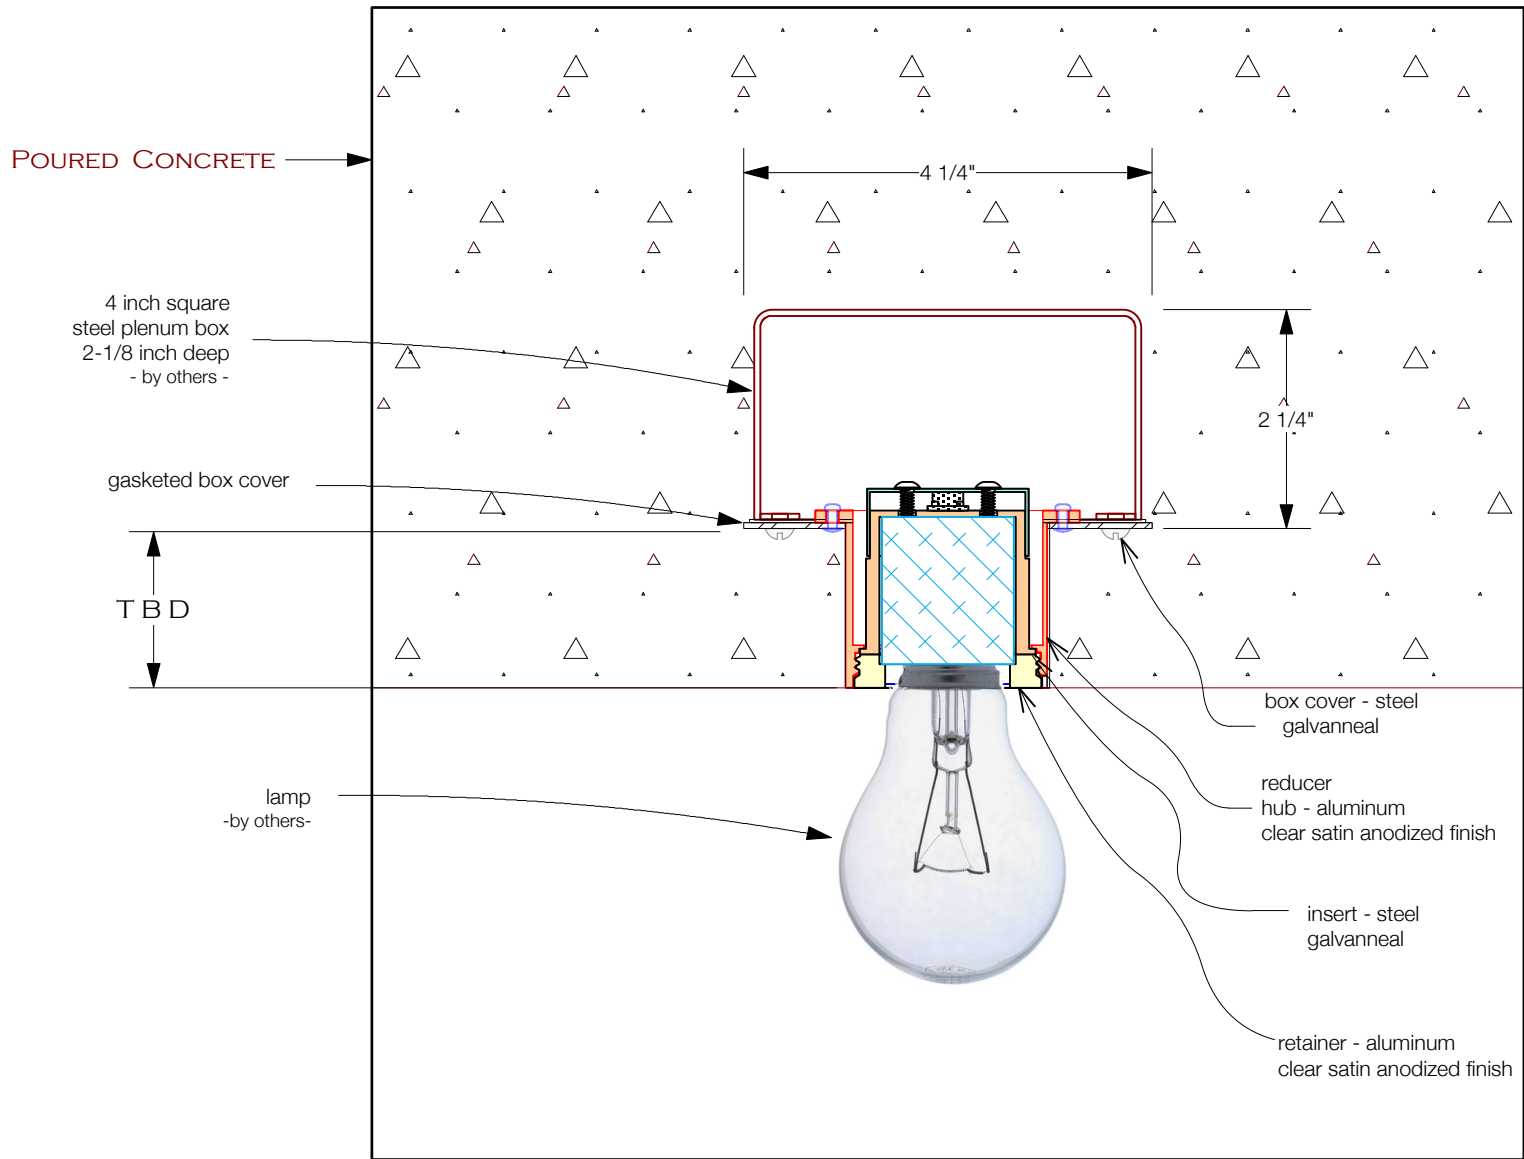 POURED CONCRETE
4 1/4"
4 inch square
steel plenum box
2-1/8 inch deep
- by others -
2 1/4"
gasketed box cover
TBD
box cover - steel
galvanneal
lamp
-by others-
reducer
hub - aluminum
clear satin anodized finish
insert - steel
galvanneal
retainer - aluminum
clear satin anodized finish